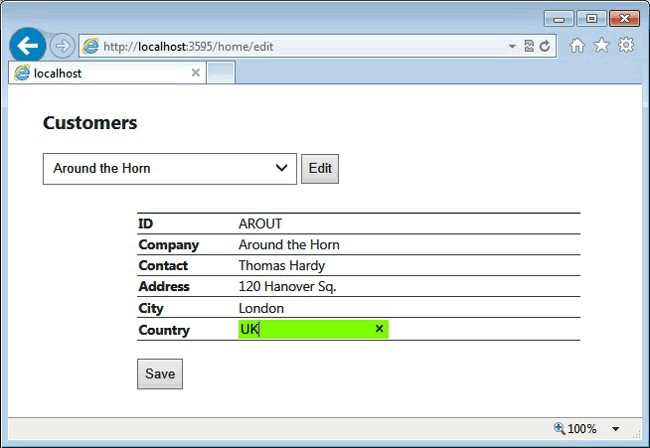 http://localhost:3595/home/edit
localhost
Customers
Around the Horn Edit
ID AROUT
Company Around the Horn
Contact Thomas Hardy
Address 120 Hanover Sq.
City London
Country UK
Save
100%